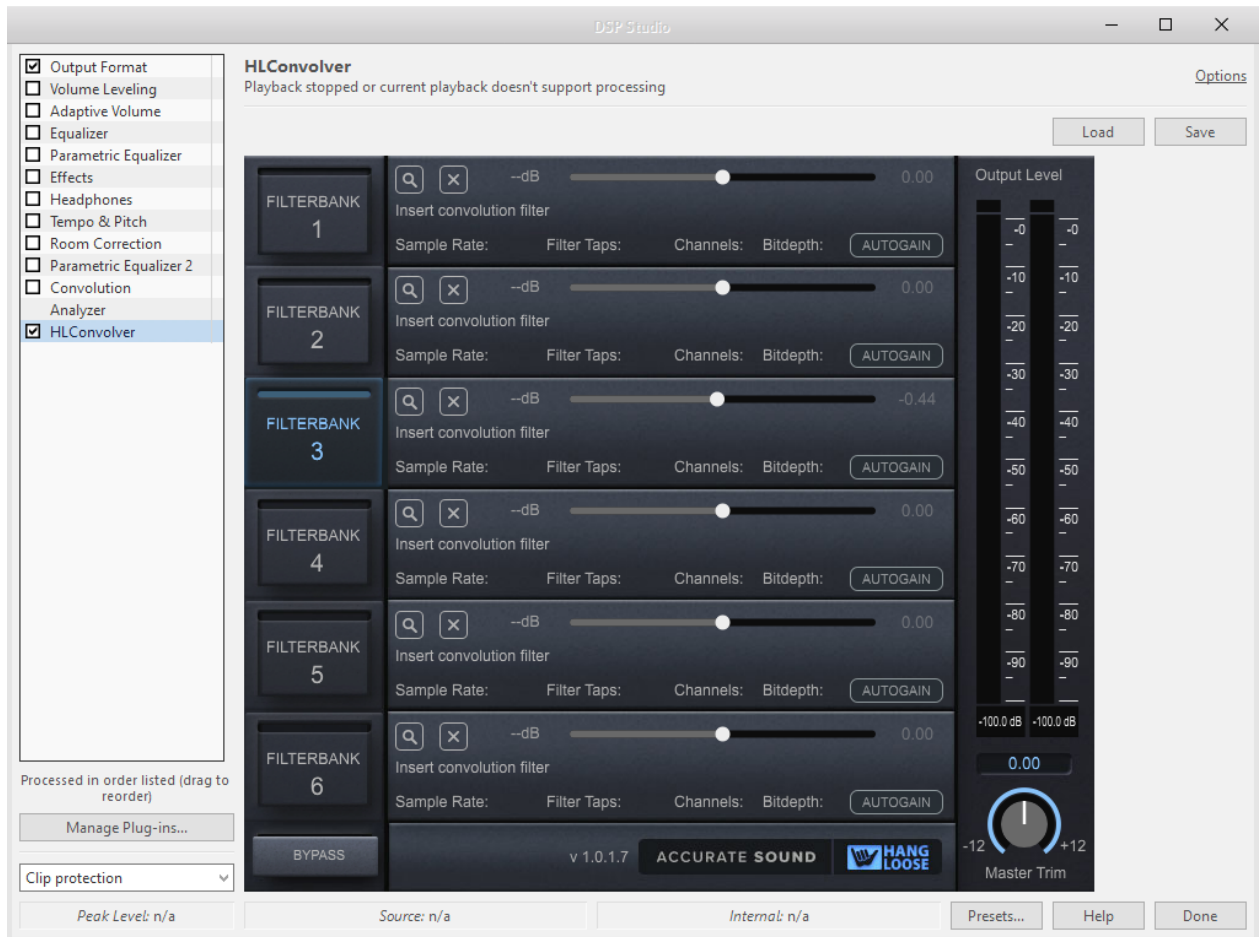 DSP Studio
Output Format
Volume Leveling
Adaptive Volume
Equalizer
Parametric Equalizer
Effects
Headphones
Tempo & Pitch
Room Correction
Parametric Equalizer 2
Convolution
Analyzer
HLConvolver
Processed in order listed (drag to
reorder)
Manage Plug-ins...
Clip protection
HLConvolver
Playback stopped or current playback doesn't support processing
Options
Load Save
FILTERBANK
1
--dB 0.00
Insert convolution filter
Sample Rate: Filter Taps: Channels: Bitdepth: AUTOGAIN
FILTERBANK
2
--dB 0.00
Insert convolution filter
Sample Rate: Filter Taps: Channels: Bitdepth: AUTOGAIN
FILTERBANK
3
--dB -0.44
Insert convolution filter
Sample Rate: Filter Taps: Channels: Bitdepth: AUTOGAIN
FILTERBANK
4
--dB 0.00
Insert convolution filter
Sample Rate: Filter Taps: Channels: Bitdepth: AUTOGAIN
FILTERBANK
5
--dB 0.00
Insert convolution filter
Sample Rate: Filter Taps: Channels: Bitdepth: AUTOGAIN
FILTERBANK
6
--dB 0.00
Insert convolution filter
Sample Rate: Filter Taps: Channels: Bitdepth: AUTOGAIN
BYPASS
v 1.0.1.7 ACCURATE SOUND HANG
LOOSE
Output Level
-0 -0
-10 -10
-20 -20
-30 -30
-40 -40
-50 -50
-60 -60
-70 -70
-80 -80
-90 -90
-100.0 dB -100.0 dB
0.00
-12 +12
Master Trim
Peak Level: n/a Source: n/a Internal: n/a Presets... Help Done